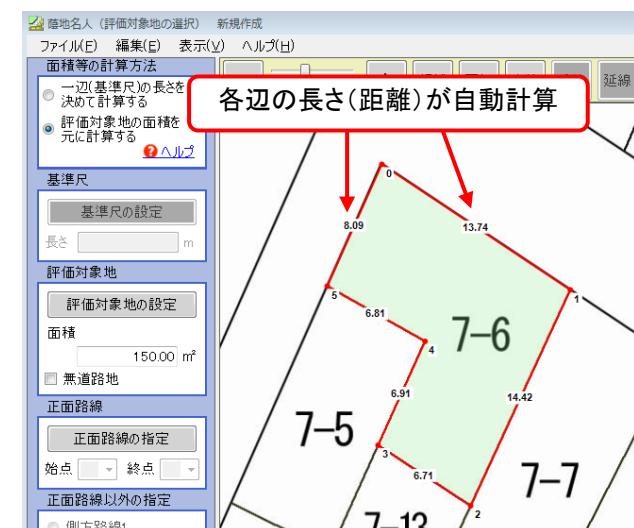 蔭地名人（評価対象地の選択） 新規作成
ファイル(F) 編集(E) 表示(V) ヘルプ(H)
面積等の計算方法
一辺(基準尺)の長さを
決めて計算する
評価対象地の面積を
元に計算する
ヘルプ
基準尺
基準尺の設定
長さ m
評価対象地
評価対象地の設定
面積
150.00 m²
無道路地
正面路線
正面路線の指定
始点 終点
正面路線以外の指定
側方路線1
延線
各辺の長さ(距離)が自動計算
0
8.09
13.74
5
1
6.81
7-6
4
6.91
14.42
7-5
3
6.71
7-7
2
7-12